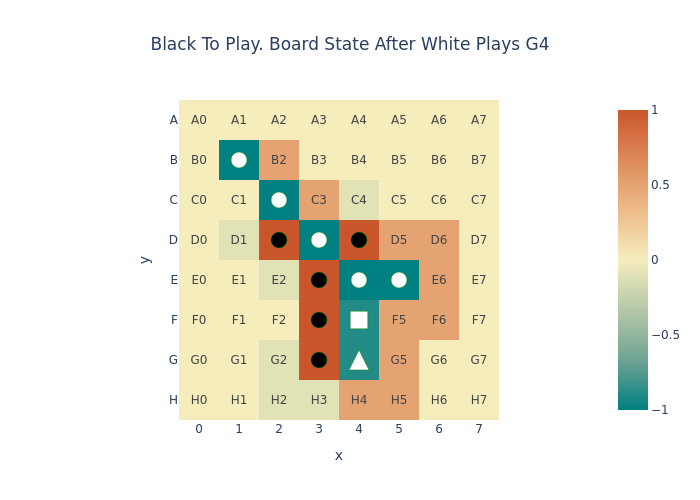 Black To Play. Board State After White Plays G4
A A0 A1 A2 A3 A4 A5 A6 A7
B B0 B2 B3 B4 B5 B6 B7
C C0 C1 C3 C4 C5 C6 C7
D D0 D1 D5 D6 D7
E E0 E1 E2 E6 E7
F F0 F1 F2 F5 F6 F7
G G0 G1 G2 G5 G6 G7
H H0 H1 H2 H3 H4 H5 H6 H7
0 1 2 3 4 5 6 7
x
y
1
0.5
0
−0.5
−1